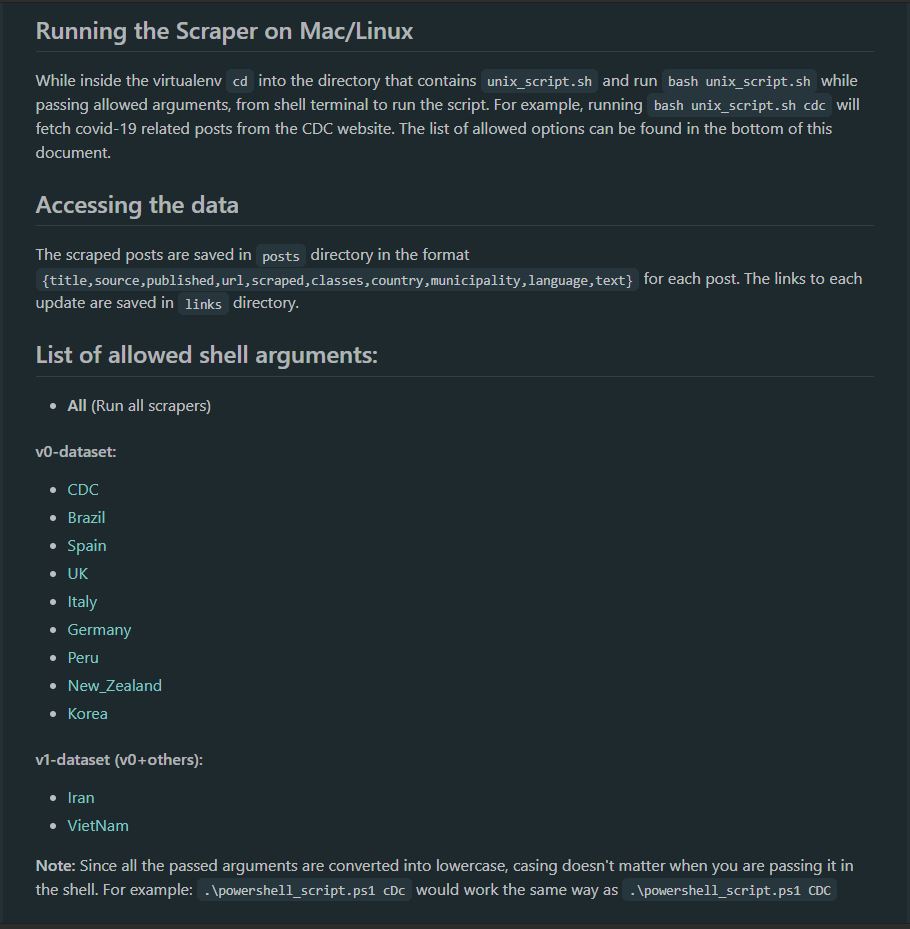 Running the Scraper on Mac/Linux
While inside the virtualenv cd into the directory that contains unix_script.sh and run bash unix_script.sh while
passing allowed arguments, from shell terminal to run the script. For example, running bash unix_script.sh cdc will
fetch covid-19 related posts from the CDC website. The list of allowed options can be found in the bottom of this
document.
Accessing the data
The scraped posts are saved in posts directory in the format
{title,source,published,url,scraped,classes,country,municipality,language,text} for each post. The links to each
update are saved in links directory.
List of allowed shell arguments:
• All (Run all scrapers)
v0-dataset:
• CDC
• Brazil
• Spain
• UK
• Italy
• Germany
• Peru
• New_Zealand
• Korea
v1-dataset (v0+others):
• Iran
• VietNam
Note: Since all the passed arguments are converted into lowercase, casing doesn't matter when you are passing it in
the shell. For example: .\powershell_script.ps1 cDc would work the same way as .\powershell_script.ps1 CDC